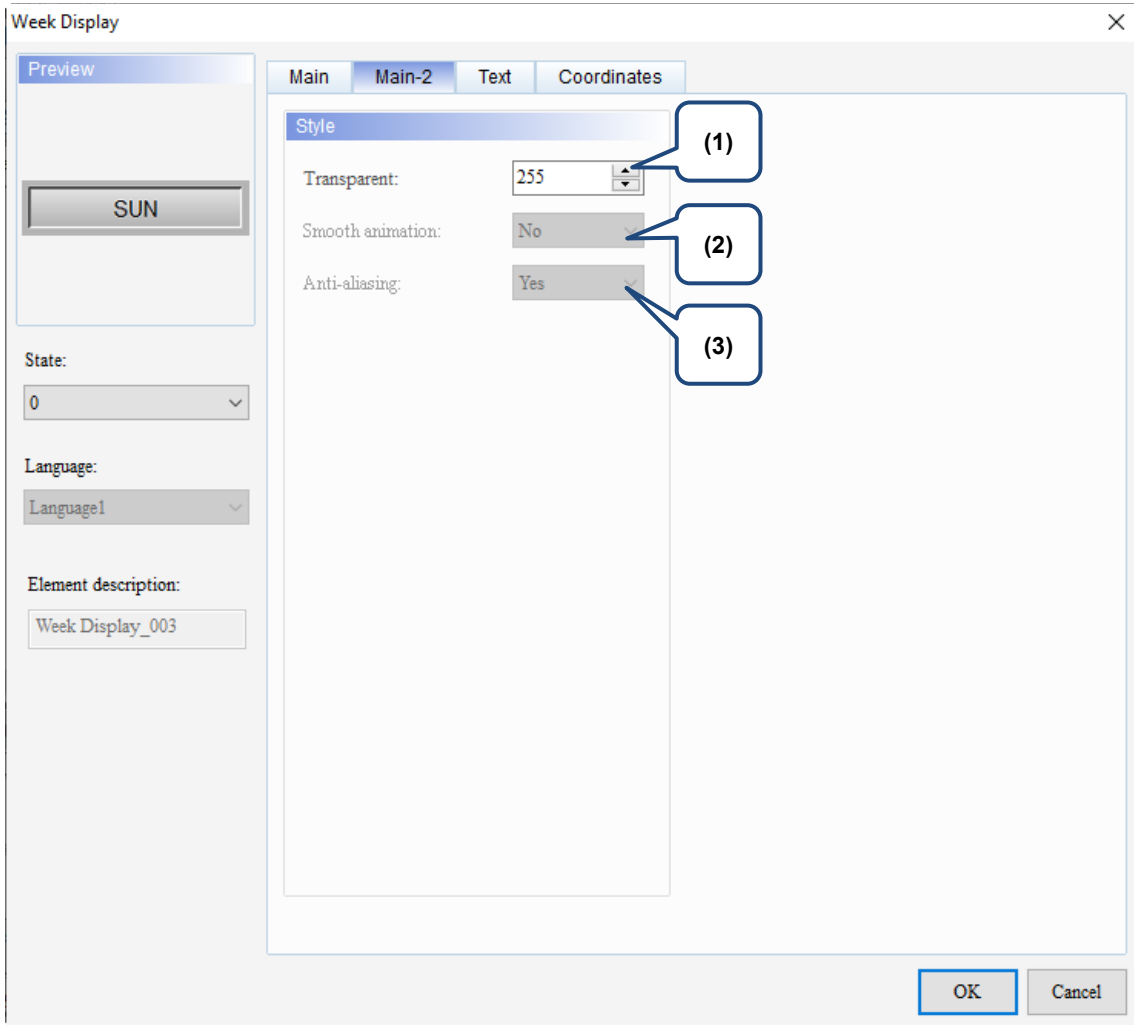 Week Display
Preview
SUN
State:
0
Language:
Language1
Element description:
Week Display_003
Main Main-2 Text Coordinates
Style
Transparent: 255
Smooth animation: No
Anti-aliasing: Yes
(1)
(2)
(3)
OK Cancel